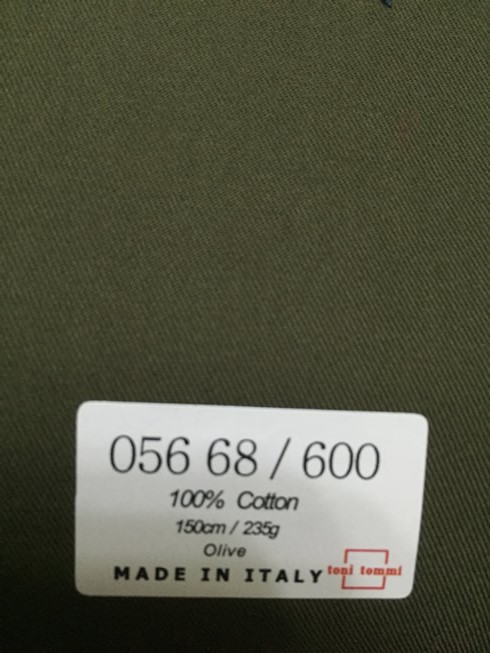 056 68 / 600
100% Cotton
150cm / 235g
Olive
MADE IN ITALY
toni tommi